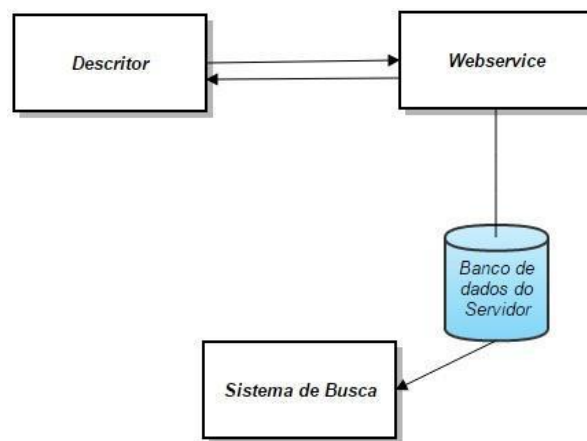 Descritor
Webservice
Banco de
dados do
Servidor
Sistema de Busca